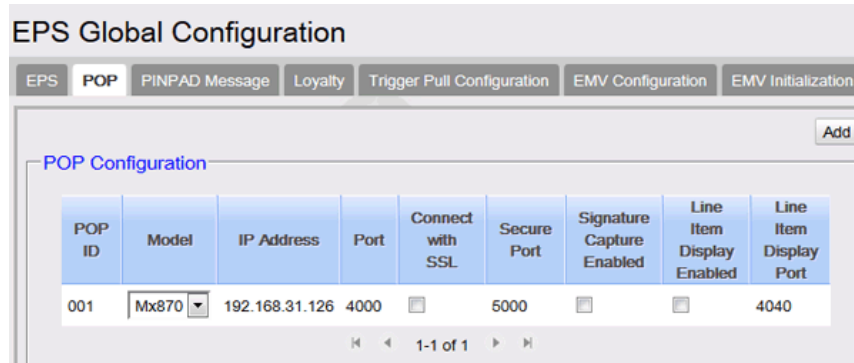 EPS Global Configuration
EPS POP PINPAD Message Loyalty Trigger Pull Configuration EMV Configuration EMV Initialization
Add
POP Configuration
POP ID Model IP Address Port Connect with SSL Secure Port Signature Capture Enabled Line Item Display Enabled Line Item Display Port
001 Mx870 192.168.31.126 4000 5000 4040
1-1 of 1